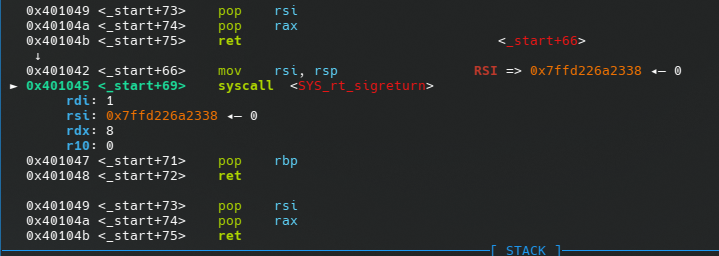 0x401049 <_start+73> pop rsi
0x40104a <_start+74> pop rax
0x40104b <_start+75> ret <_start+66>
↓
0x401042 <_start+66> mov rsi, rsp RSI => 0x7ffd226a2338 ◂— 0
► 0x401045 <_start+69> syscall <SYS_rt_sigreturn>
rdi: 1
rsi: 0x7ffd226a2338 ◂— 0
rdx: 8
r10: 0
0x401047 <_start+71> pop rbp
0x401048 <_start+72> ret
0x401049 <_start+73> pop rsi
0x40104a <_start+74> pop rax
0x40104b <_start+75> ret
[ STACK ]